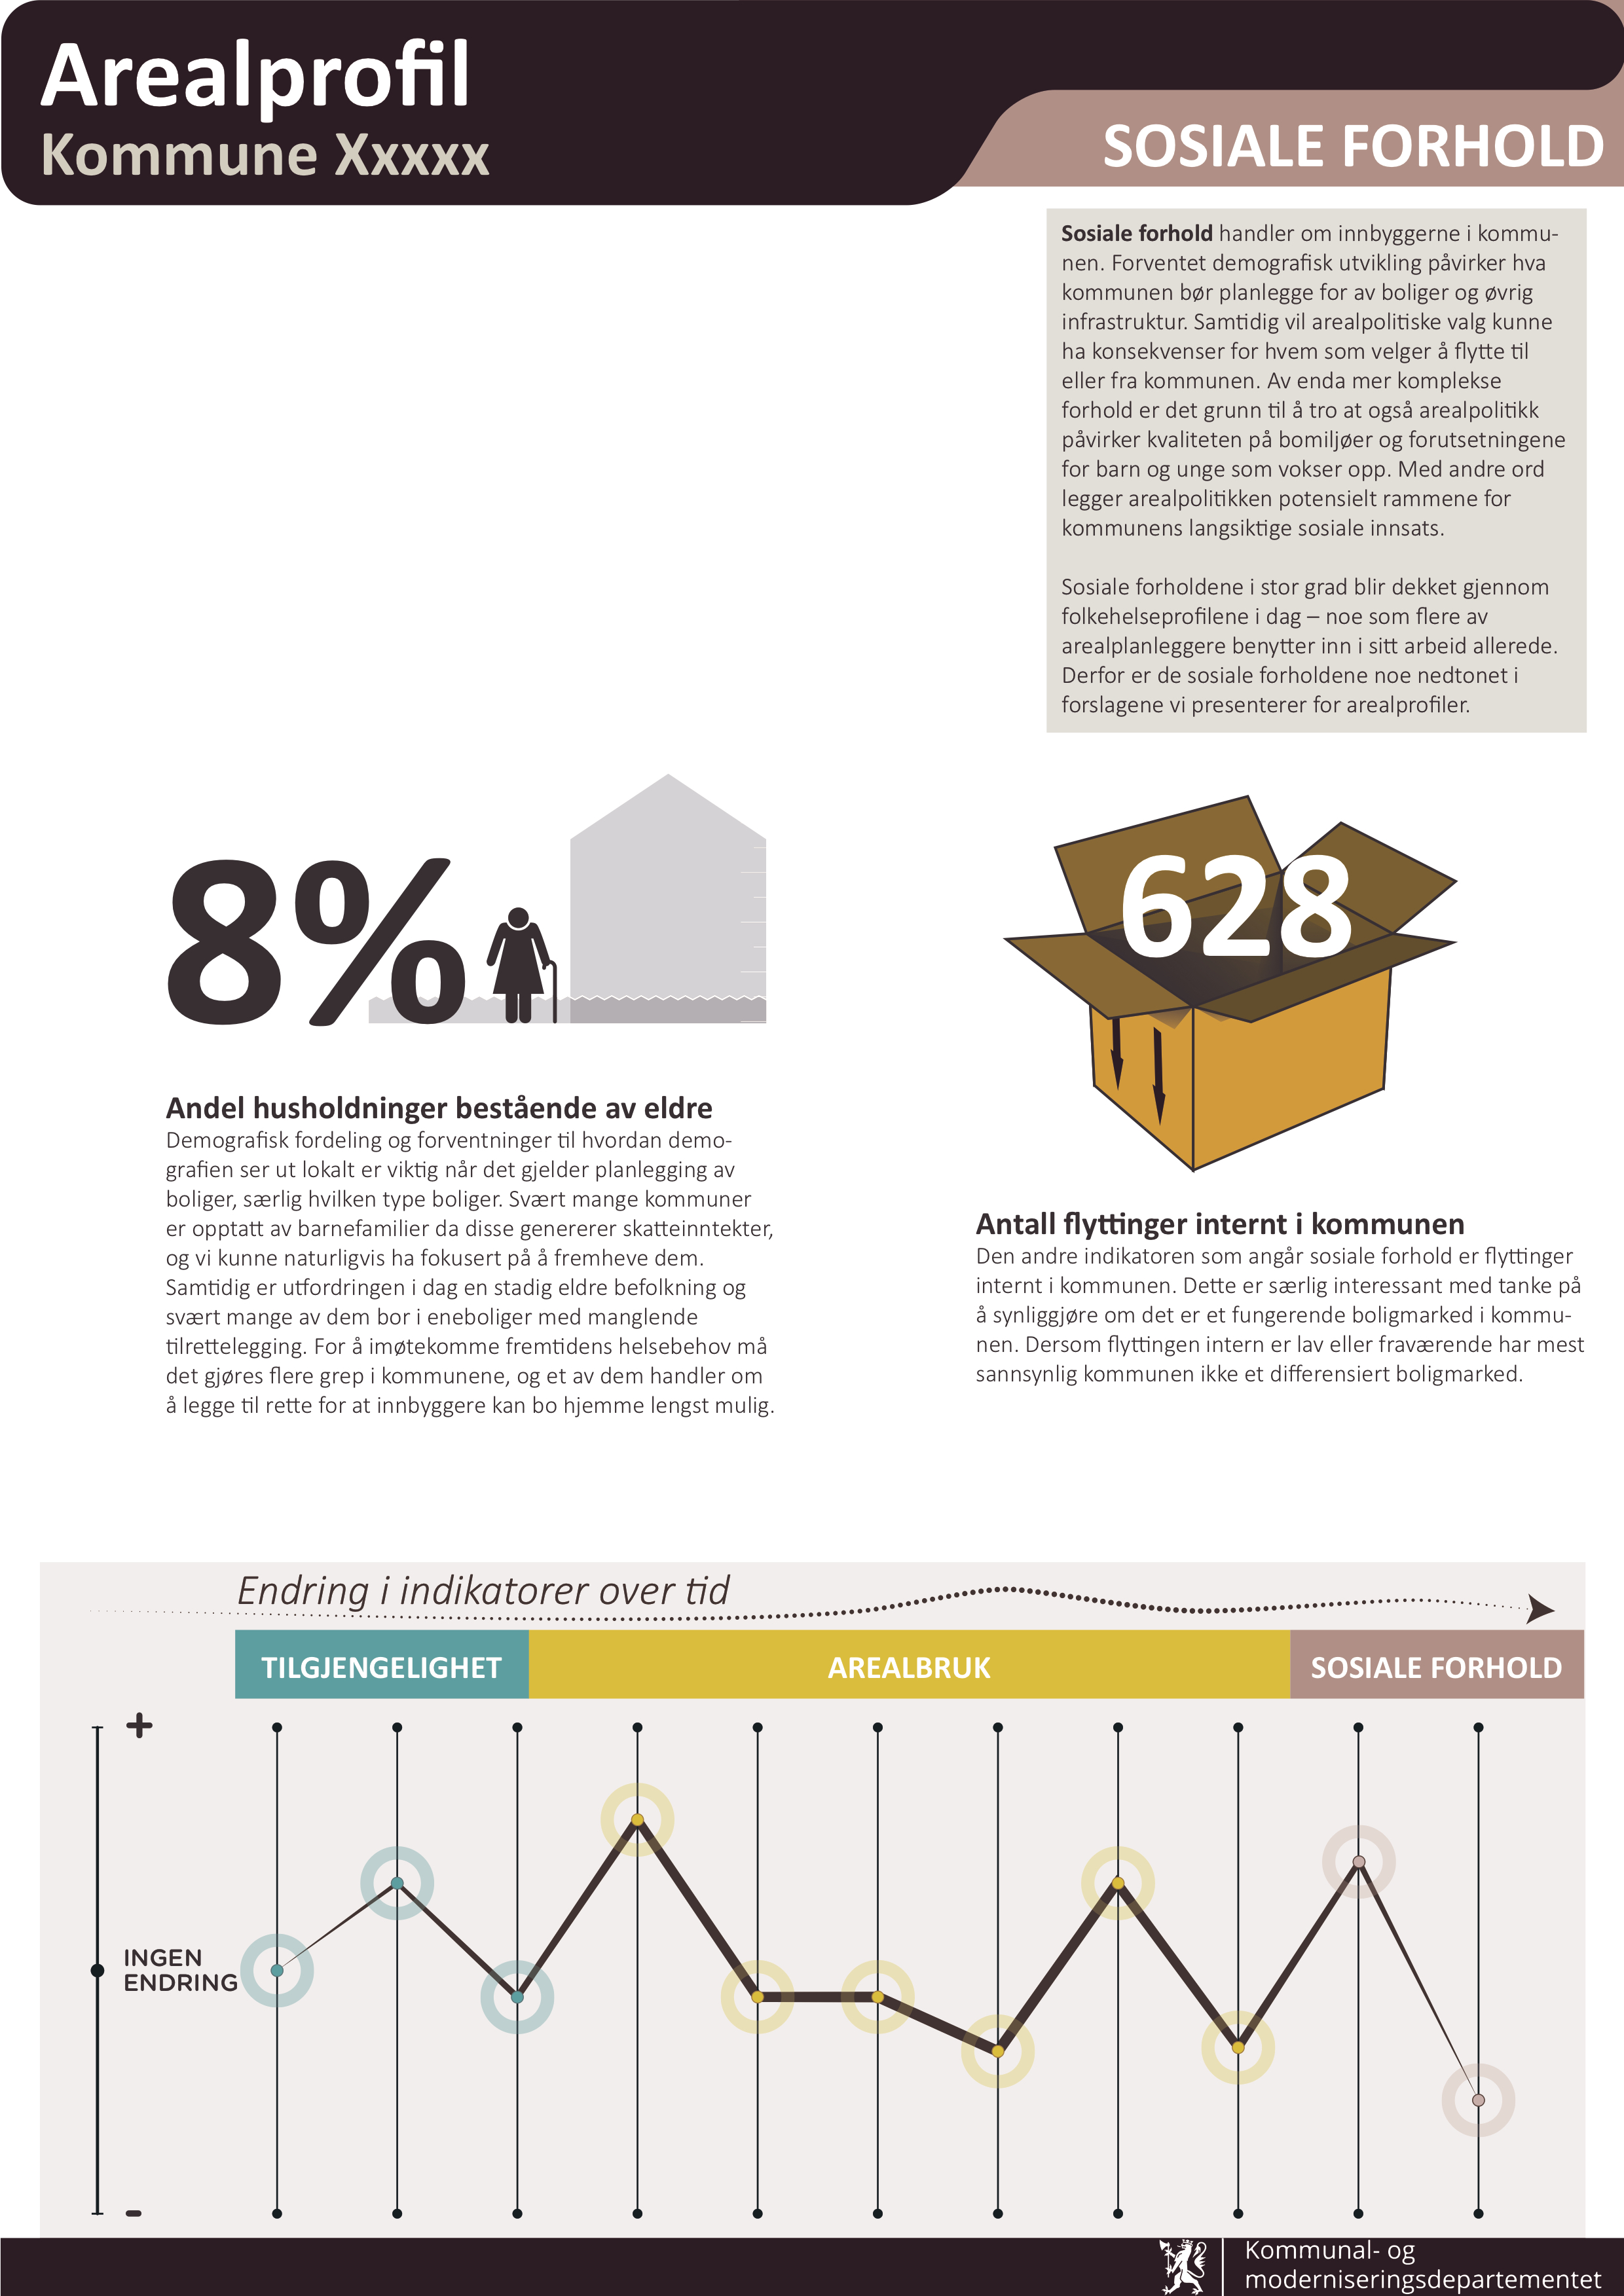 Arealprofil
Kommune Xxxxx
SOSIALE FORHOLD
Sosiale forhold handler om innbyggerne i kommu-
nen. Forventet demografisk utvikling påvirker hva
kommunen bør planlegge for av boliger og øvrig
infrastruktur. Samtidig vil arealpolitiske valg kunne
ha konsekvenser for hvem som velger å flytte til
eller fra kommunen. Av enda mer komplekse
forhold er det grunn til å tro at også arealpolitikk
påvirker kvaliteten på bomiljøer og forutsetningene
for barn og unge som vokser opp. Med andre ord
legger arealpolitikken potensielt rammene for
kommunens langsiktige sosiale innsats.
Sosiale forholdene i stor grad blir dekket gjennom
folkehelseprofilene i dag – noe som flere av
arealplanleggere benytter inn i sitt arbeid allerede.
Derfor er de sosiale forholdene noe nedtonet i
forslagene vi presenterer for arealprofiler.
8%
Andel husholdninger bestående av eldre
Demografisk fordeling og forventninger til hvordan demo-
grafien ser ut lokalt er viktig når det gjelder planlegging av
boliger, særlig hvilken type boliger. Svært mange kommuner
er opptatt av barnefamilier da disse genererer skatteinntekter,
og vi kunne naturligvis ha fokusert på å fremheve dem.
Samtidig er utfordringen i dag en stadig eldre befolkning og
svært mange av dem bor i eneboliger med manglende
tilrettelegging. For å imøtekomme fremtidens helsebehov må
det gjøres flere grep i kommunene, og et av dem handler om
å legge til rette for at innbyggere kan bo hjemme lengst mulig.
628
Antall flyttinger internt i kommunen
Den andre indikatoren som angår sosiale forhold er flyttinger
internt i kommunen. Dette er særlig interessant med tanke på
å synliggjøre om det er et fungerende boligmarked i kommu-
nen. Dersom flyttingen intern er lav eller fraværende har mest
sannsynlig kommunen ikke et differensiert boligmarked.
Endring i indikatorer over tid
TILGJENGELIGHET
AREALBRUK
SOSIALE FORHOLD
+
INGEN
ENDRING
-
Kommunal- og
moderniseringsdepartementet